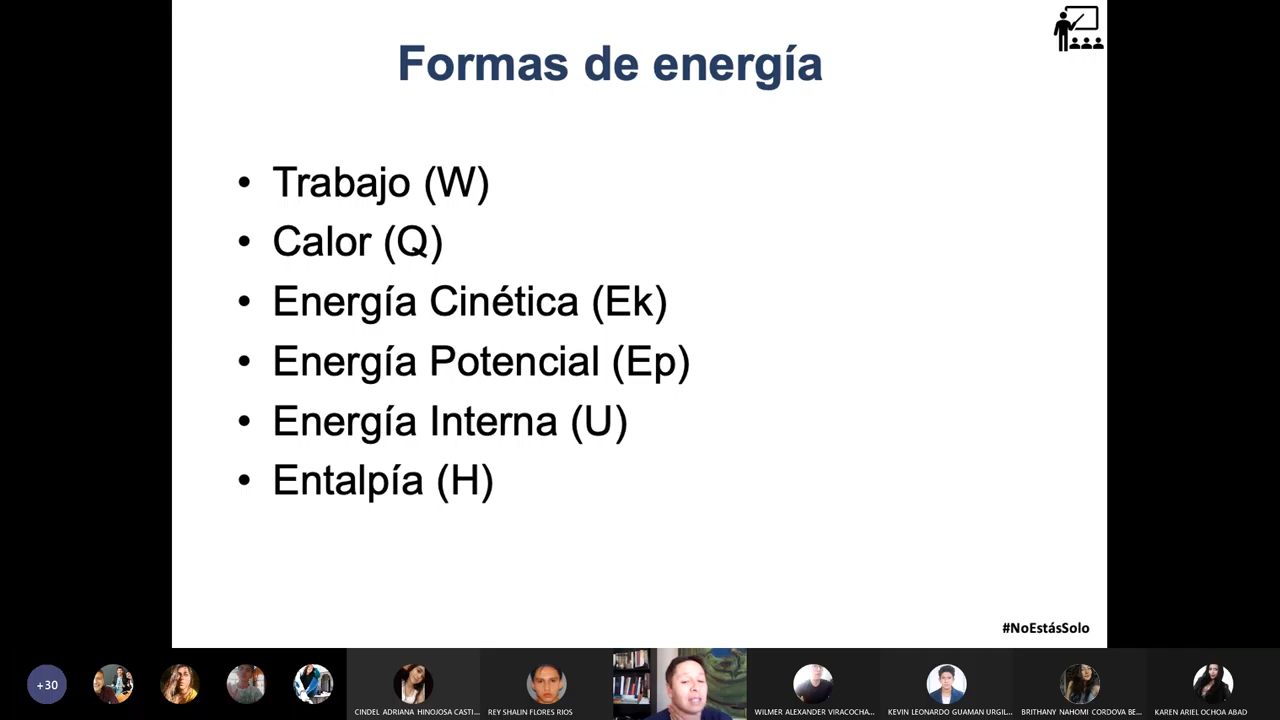 Formas de energía
• Trabajo (W)
• Calor (Q)
• Energía Cinética (Ek)
• Energía Potencial (Ep)
• Energía Interna (U)
• Entalpía (H)
#NoEstásSolo
+30
CINDEL ADRIANA HINOJOSA CASTI...
REY SHALIN FLORES RIOS
WILMER ALEXANDER VIRACOCHA...
KEVIN LEONARDO GUAMAN URGIL...
BRITHANY NAHOMI CORDOVA BE...
KAREN ARIEL OCHOA ABAD